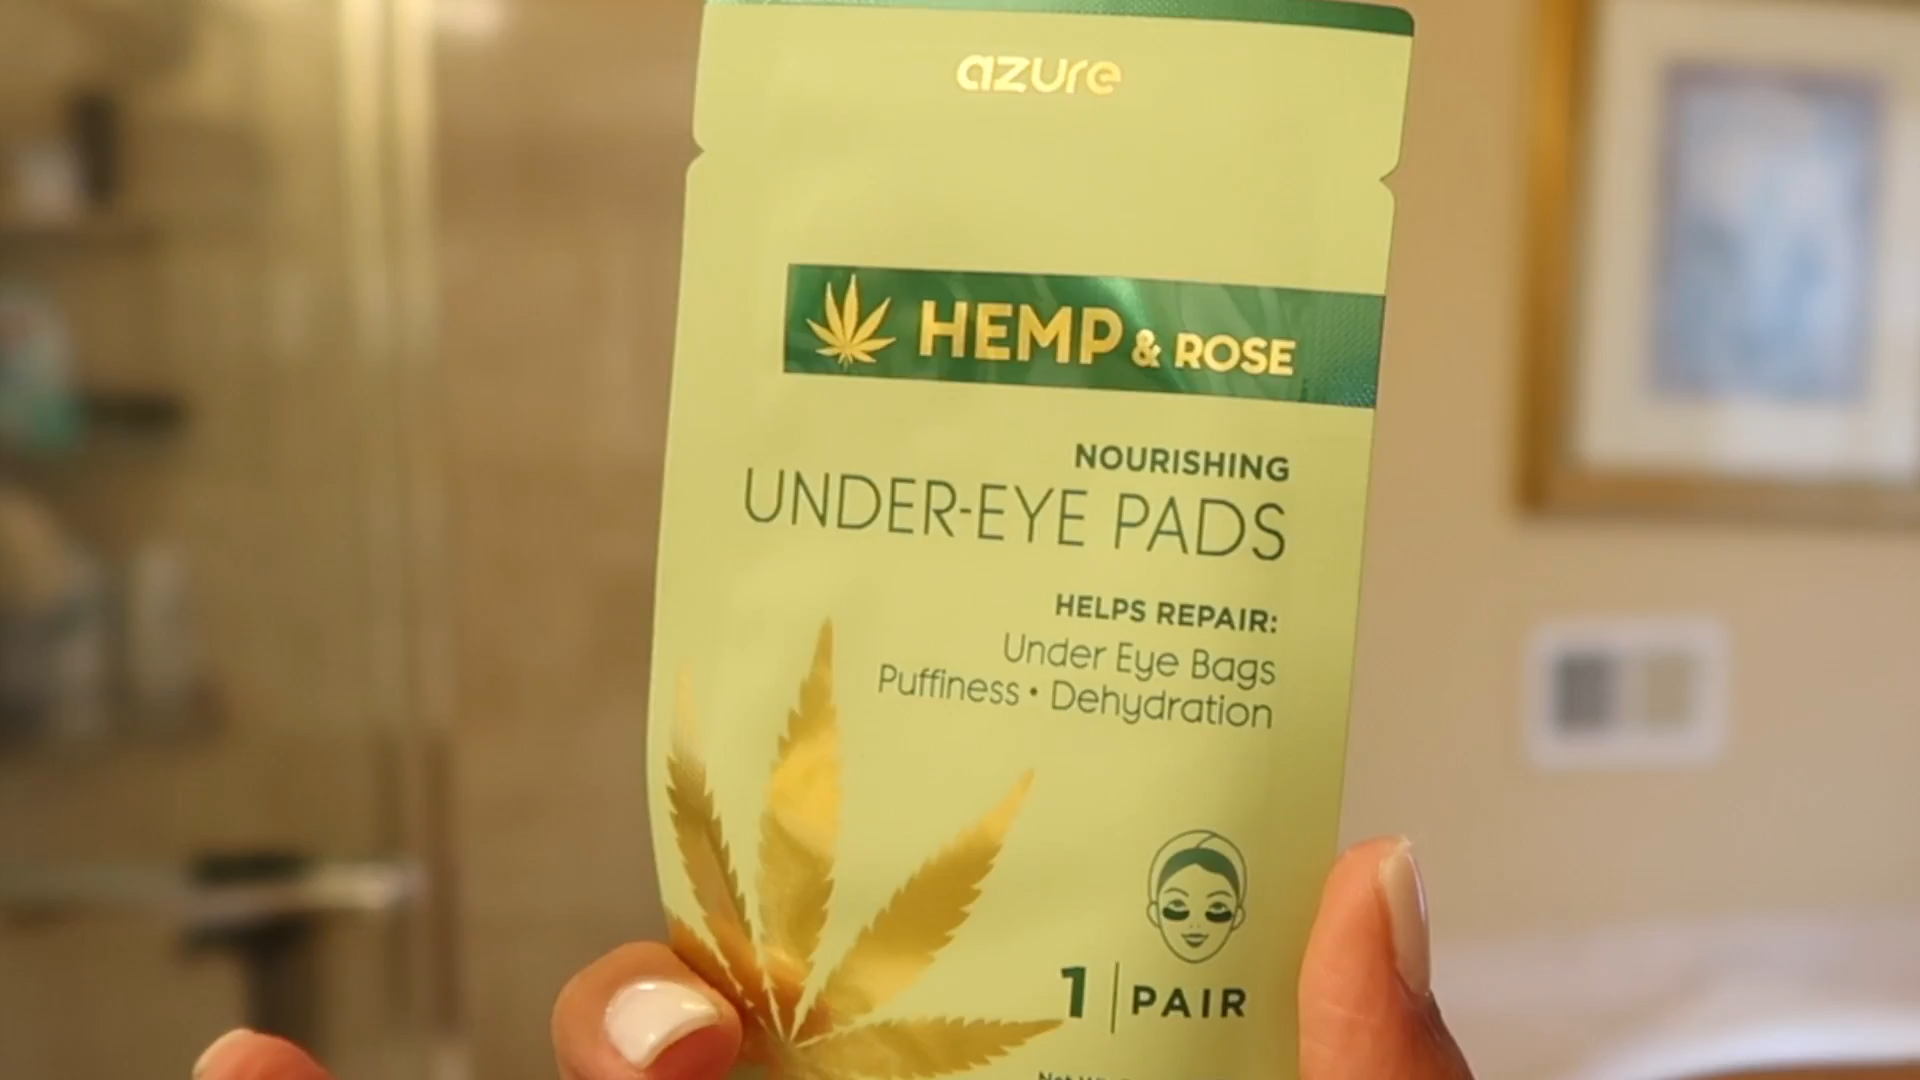 azure
HEMP & ROSE
NOURISHING
UNDER-EYE PADS
HELPS REPAIR:
Under Eye Bags
Puffiness • Dehydration
1 | PAIR